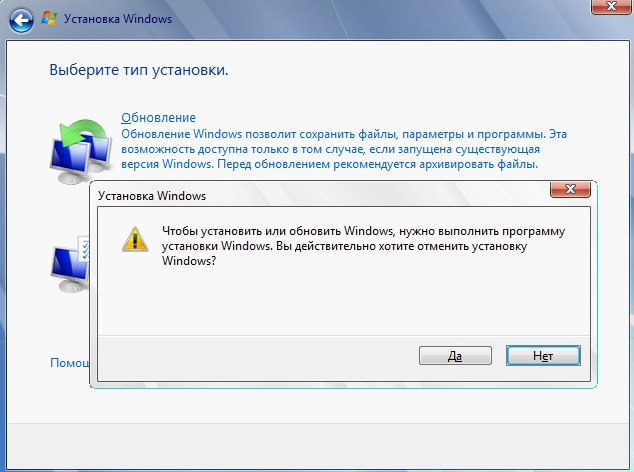 Установка Windows
Выберите тип установки.
Обновление
Обновление Windows позволит сохранить файлы, параметры и программы. Эта
возможность доступна только в том случае, если запущена существующая
версия Windows. Перед обновлением рекомендуется архивировать файлы.
Установка Windows
Чтобы установить или обновить Windows, нужно выполнить программу
установки Windows. Вы действительно хотите отменить установку
Windows?
Да
Нет
Помощ